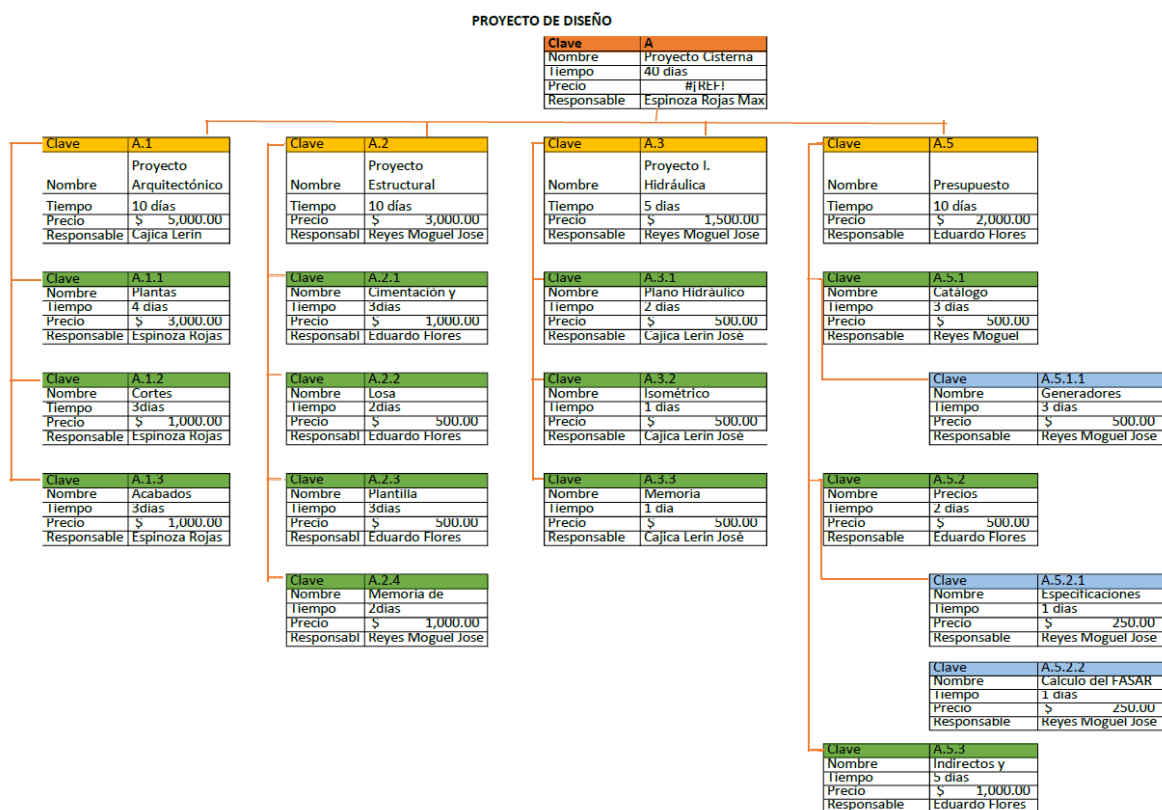 PROYECTO DE DISEÑO
Clave A
Nombre Proyecto Cisterna
Tiempo 40 dias
Precio #¡REF!
Responsable Espinoza Rojas Max
Clave A.1
Nombre Proyecto Arquitectónico
Tiempo 10 días
Precio $ 5,000.00
Responsable Cajica Lerin
Clave A.1.1
Nombre Plantas
Tiempo 4 dias
Precio $ 3,000.00
Responsable Espinoza Rojas
Clave A.1.2
Nombre Cortes
Tiempo 3dias
Precio $ 1,000.00
Responsable Espinoza Rojas
Clave A.1.3
Nombre Acabados
Tiempo 3dias
Precio $ 1,000.00
Responsable Espinoza Rojas
Clave A.2
Nombre Proyecto Estructural
Tiempo 10 días
Precio $ 3,000.00
Responsabl Reyes Moguel Jose
Clave A.2.1
Nombre Cimentación y
Tiempo 3dias
Precio $ 1,000.00
Responsabl Eduardo Flores
Clave A.2.2
Nombre Losa
Tiempo 2dias
Precio $ 500.00
Responsabl Eduardo Flores
Clave A.2.3
Nombre Plantilla
Tiempo 3dias
Precio $ 500.00
Responsabl Eduardo Flores
Clave A.2.4
Nombre Memoria de
Tiempo 2dias
Precio $ 1,000.00
Responsabl Reyes Moguel Jose
Clave A.3
Nombre Proyecto I. Hidráulica
Tiempo 5 dias
Precio $ 1,500.00
Responsable Reyes Moguel Jose
Clave A.3.1
Nombre Plano Hidráulico
Tiempo 2 dias
Precio $ 500.00
Responsable Cajica Lerin José
Clave A.3.2
Nombre Isométrico
Tiempo 1 dias
Precio $ 500.00
Responsable Cajica Lerin José
Clave A.3.3
Nombre Memoria
Tiempo 1 dia
Precio $ 500.00
Responsable Cajica Lerin José
Clave A.5
Nombre Presupuesto
Tiempo 10 días
Precio $ 2,000.00
Responsable Eduardo Flores
Clave A.5.1
Nombre Catálogo
Tiempo 3 dias
Precio $ 500.00
Responsable Reyes Moguel
Clave A.5.1.1
Nombre Generadores
Tiempo 3 dias
Precio $ 500.00
Responsable Reyes Moguel Jose
Clave A.5.2
Nombre Precios
Tiempo 2 dias
Precio $ 500.00
Responsable Eduardo Flores
Clave A.5.2.1
Nombre Especificaciones
Tiempo 1 dias
Precio $ 250.00
Responsable Reyes Moguel Jose
Clave A.5.2.2
Nombre Calculo del FASAR
Tiempo 1 dias
Precio $ 250.00
Responsable Reyes Moguel Jose
Clave A.5.3
Nombre Indirectos y
Tiempo 5 dias
Precio $ 1,000.00
Responsable Eduardo Flores